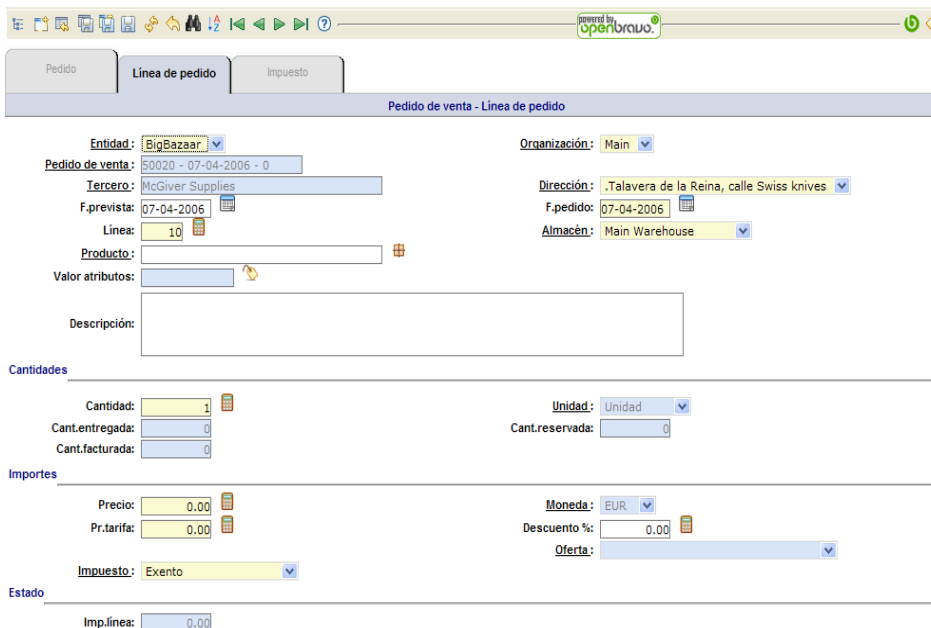 powered by
openbravo.
Pedido
Línea de pedido
Impuesto
Pedido de venta - Línea de pedido
Entidad : BigBazaar Organización : Main
Pedido de venta : 50020 - 07-04-2006 - 0
Tercero : McGiver Supplies Dirección : .Talavera de la Reina, calle Swiss knives
F.prevista: 07-04-2006 F.pedido: 07-04-2006
Línea: 10 Almacén : Main Warehouse
Producto :
Valor atributos:
Descripción:
Cantidades
Cantidad: 1 Unidad : Unidad
Cant.entregada: 0 Cant.reservada: 0
Cant.facturada: 0
Importes
Precio: 0.00 Moneda : EUR
Pr.tarifa: 0.00 Descuento %: 0.00
Oferta :
Impuesto : Exento
Estado
Imp.línea: 0.00